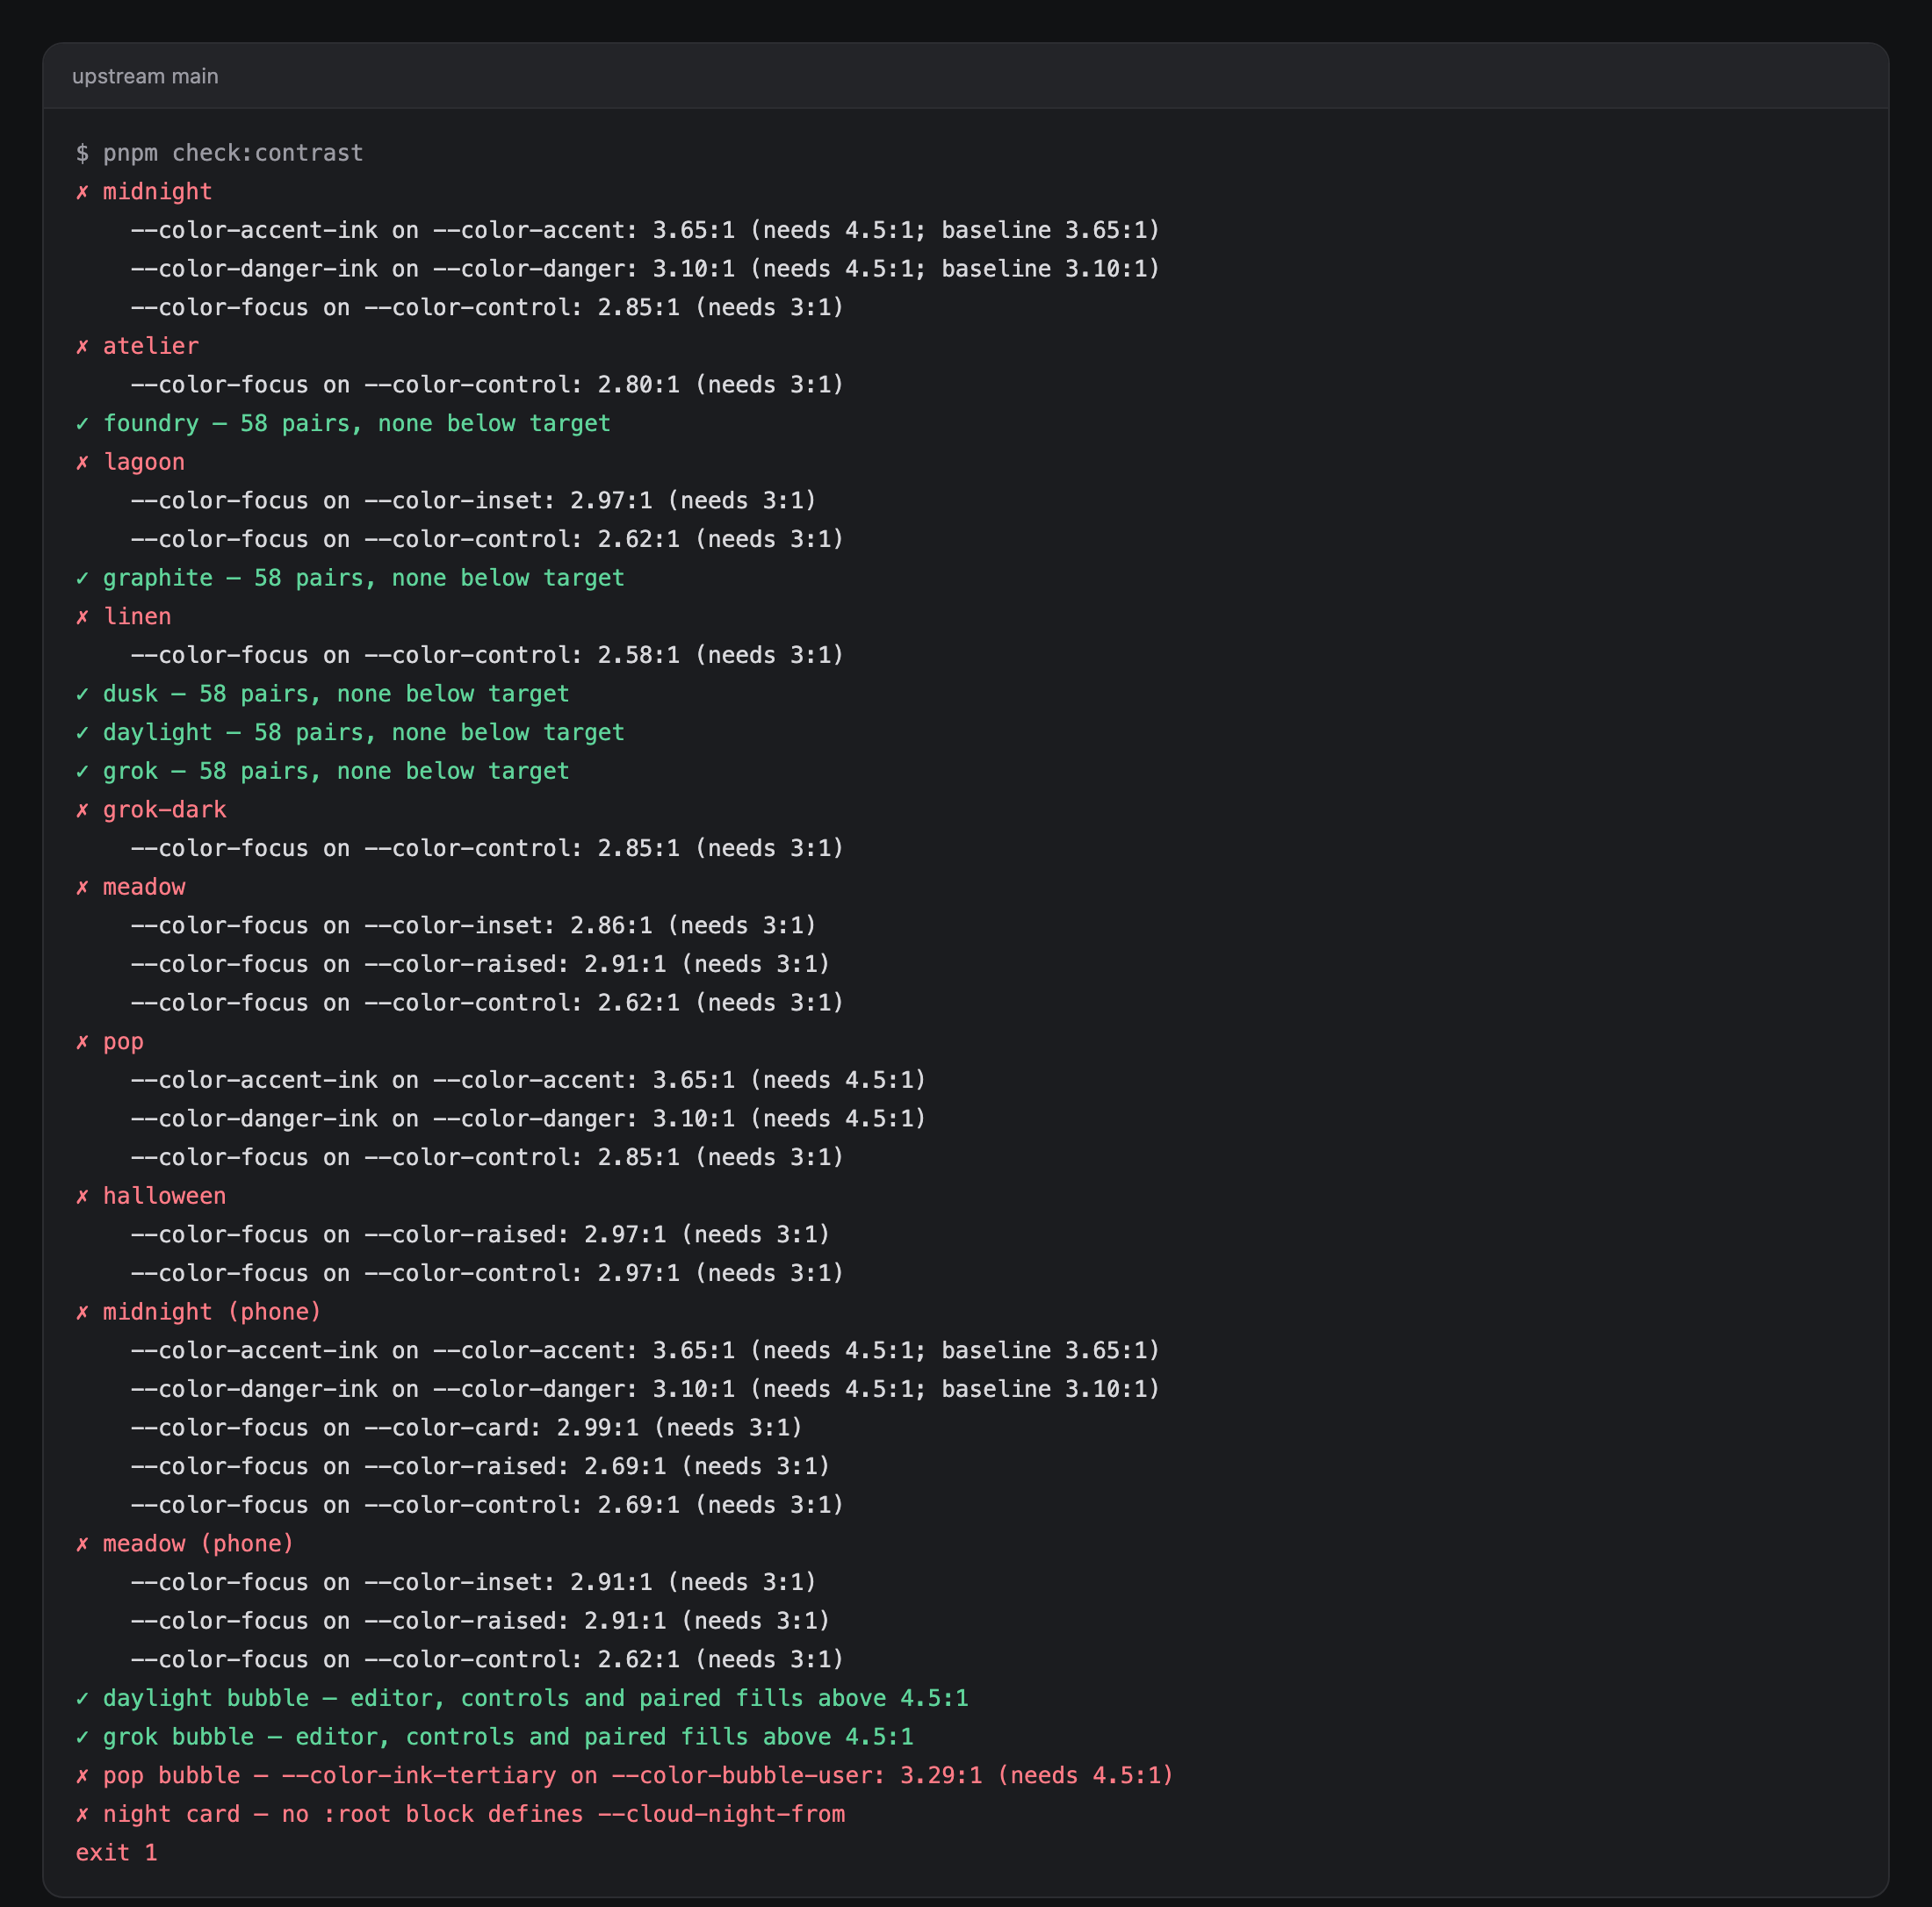 upstream main
$ pnpm check:contrast
✗ midnight
--color-accent-ink on --color-accent: 3.65:1 (needs 4.5:1; baseline 3.65:1)
--color-danger-ink on --color-danger: 3.10:1 (needs 4.5:1; baseline 3.10:1)
--color-focus on --color-control: 2.85:1 (needs 3:1)
✗ atelier
--color-focus on --color-control: 2.80:1 (needs 3:1)
✓ foundry — 58 pairs, none below target
✗ lagoon
--color-focus on --color-inset: 2.97:1 (needs 3:1)
--color-focus on --color-control: 2.62:1 (needs 3:1)
✓ graphite — 58 pairs, none below target
✗ linen
--color-focus on --color-control: 2.58:1 (needs 3:1)
✓ dusk — 58 pairs, none below target
✓ daylight — 58 pairs, none below target
✓ grok — 58 pairs, none below target
✗ grok-dark
--color-focus on --color-control: 2.85:1 (needs 3:1)
✗ meadow
--color-focus on --color-inset: 2.86:1 (needs 3:1)
--color-focus on --color-raised: 2.91:1 (needs 3:1)
--color-focus on --color-control: 2.62:1 (needs 3:1)
✗ pop
--color-accent-ink on --color-accent: 3.65:1 (needs 4.5:1)
--color-danger-ink on --color-danger: 3.10:1 (needs 4.5:1)
--color-focus on --color-control: 2.85:1 (needs 3:1)
✗ halloween
--color-focus on --color-raised: 2.97:1 (needs 3:1)
--color-focus on --color-control: 2.97:1 (needs 3:1)
✗ midnight (phone)
--color-accent-ink on --color-accent: 3.65:1 (needs 4.5:1; baseline 3.65:1)
--color-danger-ink on --color-danger: 3.10:1 (needs 4.5:1; baseline 3.10:1)
--color-focus on --color-card: 2.99:1 (needs 3:1)
--color-focus on --color-raised: 2.69:1 (needs 3:1)
--color-focus on --color-control: 2.69:1 (needs 3:1)
✗ meadow (phone)
--color-focus on --color-inset: 2.91:1 (needs 3:1)
--color-focus on --color-raised: 2.91:1 (needs 3:1)
--color-focus on --color-control: 2.62:1 (needs 3:1)
✓ daylight bubble — editor, controls and paired fills above 4.5:1
✓ grok bubble — editor, controls and paired fills above 4.5:1
✗ pop bubble — --color-ink-tertiary on --color-bubble-user: 3.29:1 (needs 4.5:1)
✗ night card — no :root block defines --cloud-night-from
exit 1